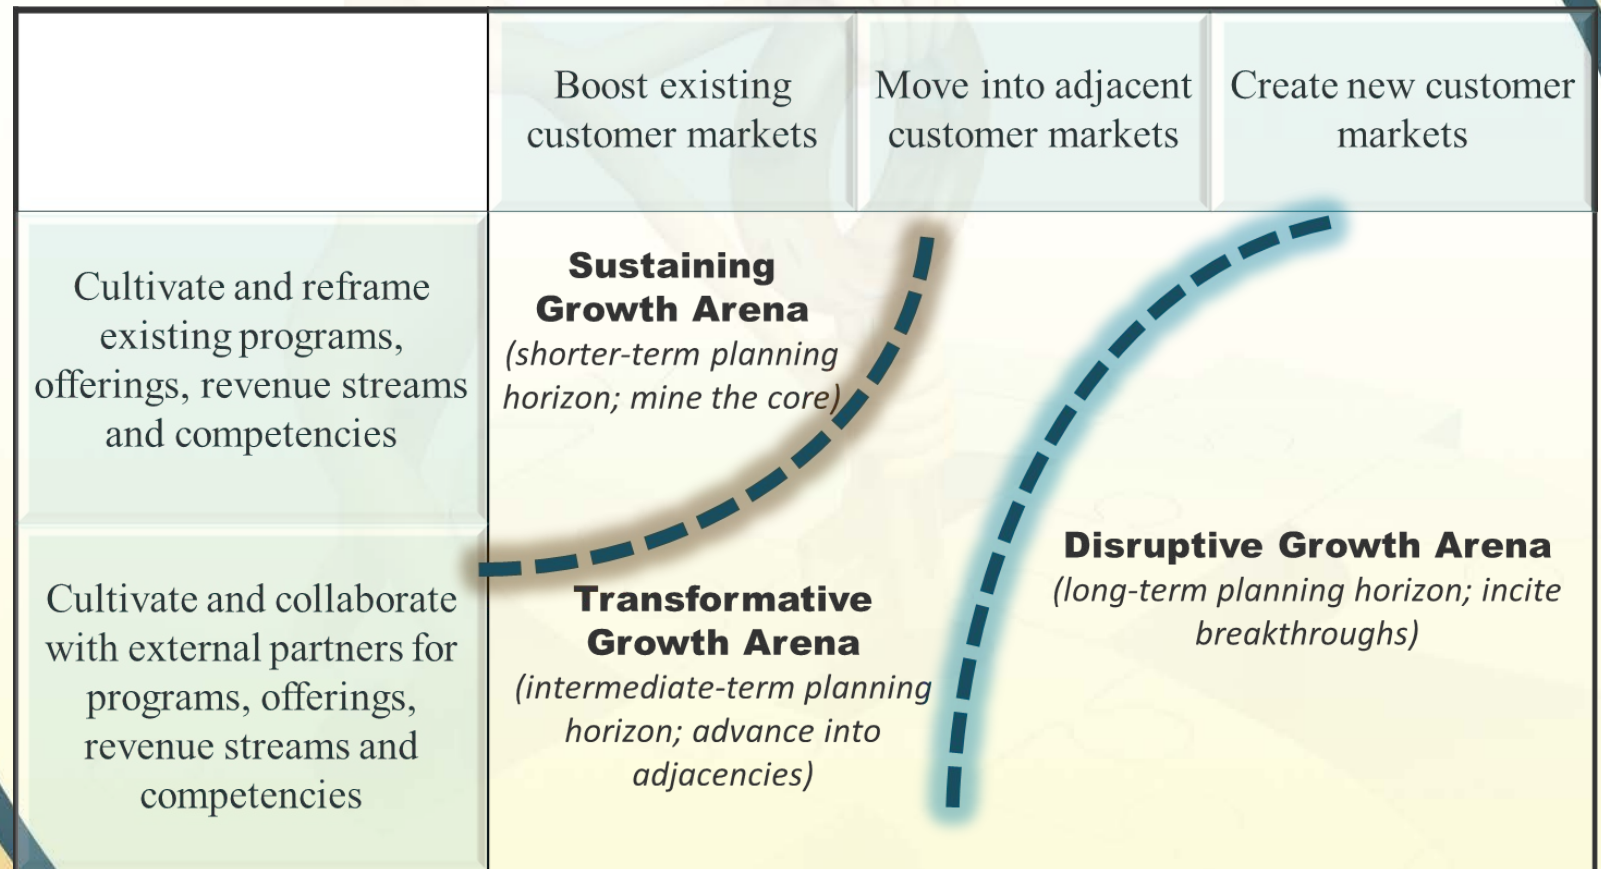 Boost existing
customer markets
Move into adjacent
customer markets
Create new customer
markets
Cultivate and reframe
existing programs,
offerings, revenue streams
and competencies
Sustaining
Growth Arena
(shorter-term planning
horizon; mine the core)
Cultivate and collaborate
with external partners for
programs, offerings,
revenue streams and
competencies
Transformative
Growth Arena
(intermediate-term planning
horizon; advance into
adjacencies)
Disruptive Growth Arena
(long-term planning horizon; incite
breakthroughs)